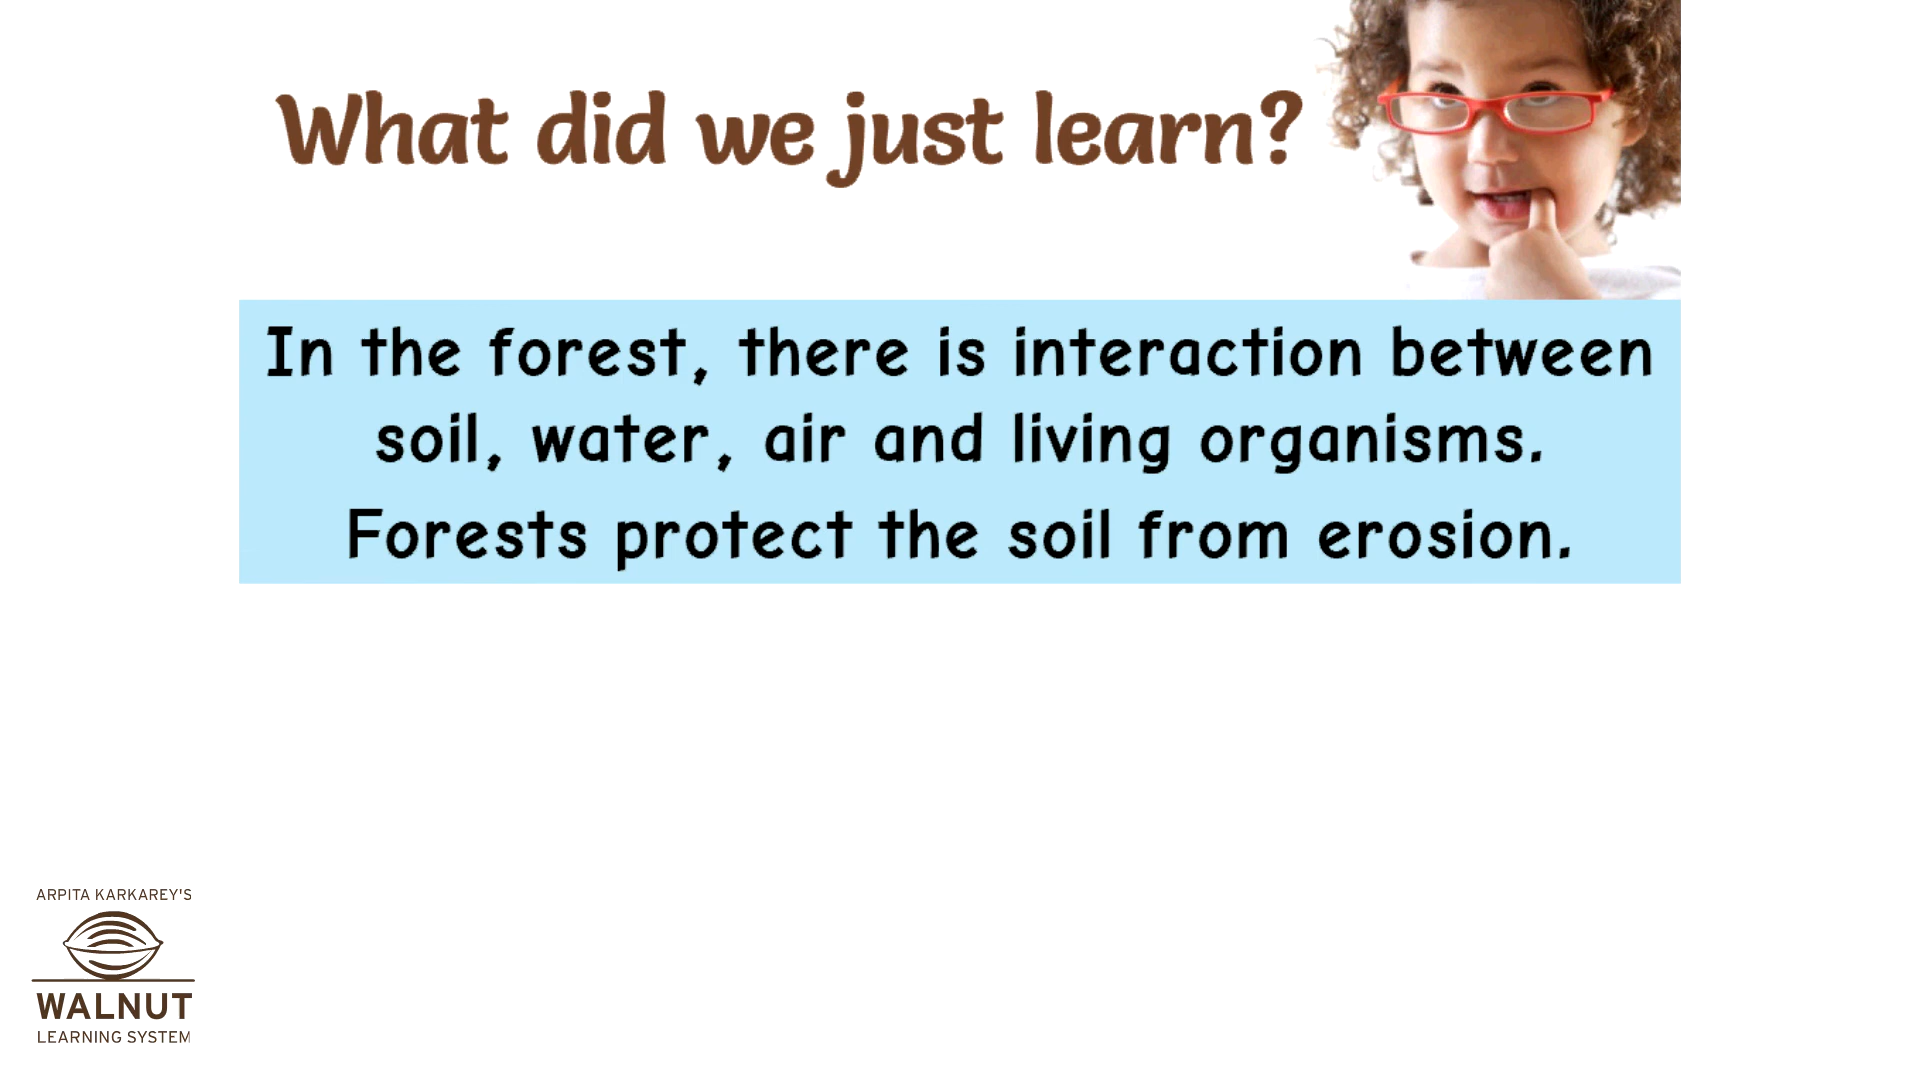 What did we just learn?
In the forest, there is interaction between
soil, water, air and living organisms.
Forests protect the soil from erosion.
ARPITA KARKAREY'S
WALNUT
LEARNING SYSTEM